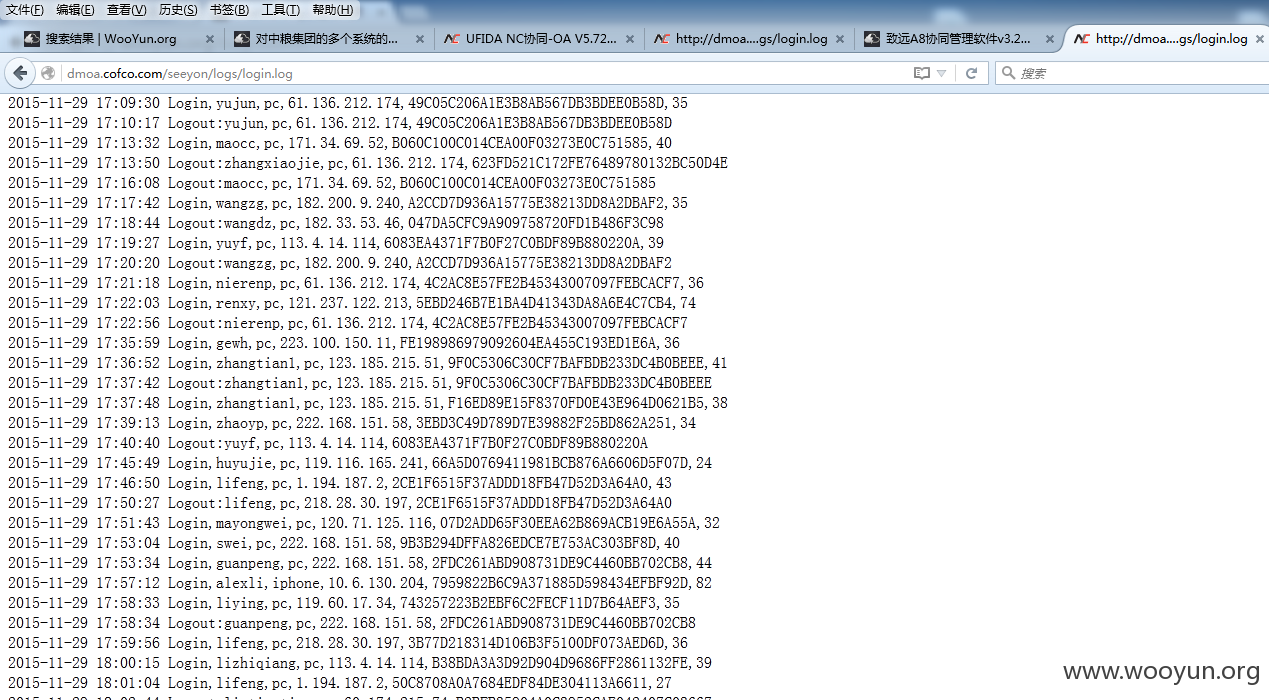 文件(F) 编辑(E) 查看(V) 历史(S) 书签(B) 工具(T) 帮助(H)
搜索结果 | WooYun.org × 对中粮集团的多个系统的... × UFIDA NC协同-OA V5.72... × http://dmoa....gs/login.log × 致远A8协同管理软件v3.2... × http://dmoa....gs/login.log ×
dmoa.cofco.com/seeyon/logs/login.log 搜索
2015-11-29 17:09:30 Login,yujun,pc,61.136.212.174,49C05C206A1E3B8AB567DB3BDEE0B58D,35
2015-11-29 17:10:17 Logout:yujun,pc,61.136.212.174,49C05C206A1E3B8AB567DB3BDEE0B58D
2015-11-29 17:13:32 Login,maocc,pc,171.34.69.52,B060C100C014CEA00F03273E0C751585,40
2015-11-29 17:13:50 Logout:zhangxiaojie,pc,61.136.212.174,623FD521C172FE76489780132BC50D4E
2015-11-29 17:16:08 Logout:maocc,pc,171.34.69.52,B060C100C014CEA00F03273E0C751585
2015-11-29 17:17:42 Login,wangzg,pc,182.200.9.240,A2CCD7D936A15775E38213DD8A2DBAF2,35
2015-11-29 17:18:44 Logout:wangdz,pc,182.33.53.46,047DA5CFC9A909758720FD1B486F3C98
2015-11-29 17:19:27 Login,yuyf,pc,113.4.14.114,6083EA4371F7B0F27C0BDF89B880220A,39
2015-11-29 17:20:20 Logout:wangzg,pc,182.200.9.240,A2CCD7D936A15775E38213DD8A2DBAF2
2015-11-29 17:21:18 Login,nierenp,pc,61.136.212.174,4C2AC8E57FE2B45343007097FEBCACF7,36
2015-11-29 17:22:03 Login,renxy,pc,121.237.122.213,5EBD246B7E1BA4D41343DA8A6E4C7CB4,74
2015-11-29 17:22:56 Logout:nierenp,pc,61.136.212.174,4C2AC8E57FE2B45343007097FEBCACF7
2015-11-29 17:35:59 Login,gewh,pc,223.100.150.11,FE198986979092604EA455C193ED1E6A,36
2015-11-29 17:36:52 Login,zhangtian1,pc,123.185.215.51,9F0C5306C30CF7BAFBDB233DC4B0BEEE,41
2015-11-29 17:37:42 Logout:zhangtian1,pc,123.185.215.51,9F0C5306C30CF7BAFBDB233DC4B0BEEE
2015-11-29 17:37:48 Login,zhangtian1,pc,123.185.215.51,F16ED89E15F8370FD0E43E964D0621B5,38
2015-11-29 17:39:13 Login,zhaoyp,pc,222.168.151.58,3EBD3C49D789D7E39882F25BD862A251,34
2015-11-29 17:40:40 Logout:yuyf,pc,113.4.14.114,6083EA4371F7B0F27C0BDF89B880220A
2015-11-29 17:45:49 Login,huyujie,pc,119.116.165.241,66A5D0769411981BCB876A6606D5F07D,24
2015-11-29 17:46:50 Login,lifeng,pc,1.194.187.2,2CE1F6515F37ADDD18FB47D52D3A64A0,43
2015-11-29 17:50:27 Logout:lifeng,pc,218.28.30.197,2CE1F6515F37ADDD18FB47D52D3A64A0
2015-11-29 17:51:43 Login,mayongwei,pc,120.71.125.116,07D2ADD65F30EEA62B869ACB19E6A55A,32
2015-11-29 17:53:04 Login,swei,pc,222.168.151.58,9B3B294DFFA826EDCE7E753AC303BF8D,40
2015-11-29 17:53:34 Login,guanpeng,pc,222.168.151.58,2FDC261ABD908731DE9C4460BB702CB8,44
2015-11-29 17:57:12 Login,alexli,iphone,10.6.130.204,7959822B6C9A371885D598434EFBF92D,82
2015-11-29 17:58:33 Login,liying,pc,119.60.17.34,743257223B2EBF6C2FECF11D7B64AEF3,35
2015-11-29 17:58:34 Logout:guanpeng,pc,222.168.151.58,2FDC261ABD908731DE9C4460BB702CB8
2015-11-29 17:59:56 Login,lifeng,pc,218.28.30.197,3B77D218314D106B3F5100DF073AED6D,36
2015-11-29 18:00:15 Login,lizhiqiang,pc,113.4.14.114,B38BDA3A3D92D904D9686FF2861132FE,39
2015-11-29 18:01:04 Login,lifeng,pc,1.194.187.2,50C8708A0A7684EDF84DE304113A6611,27
www.wooyun.org